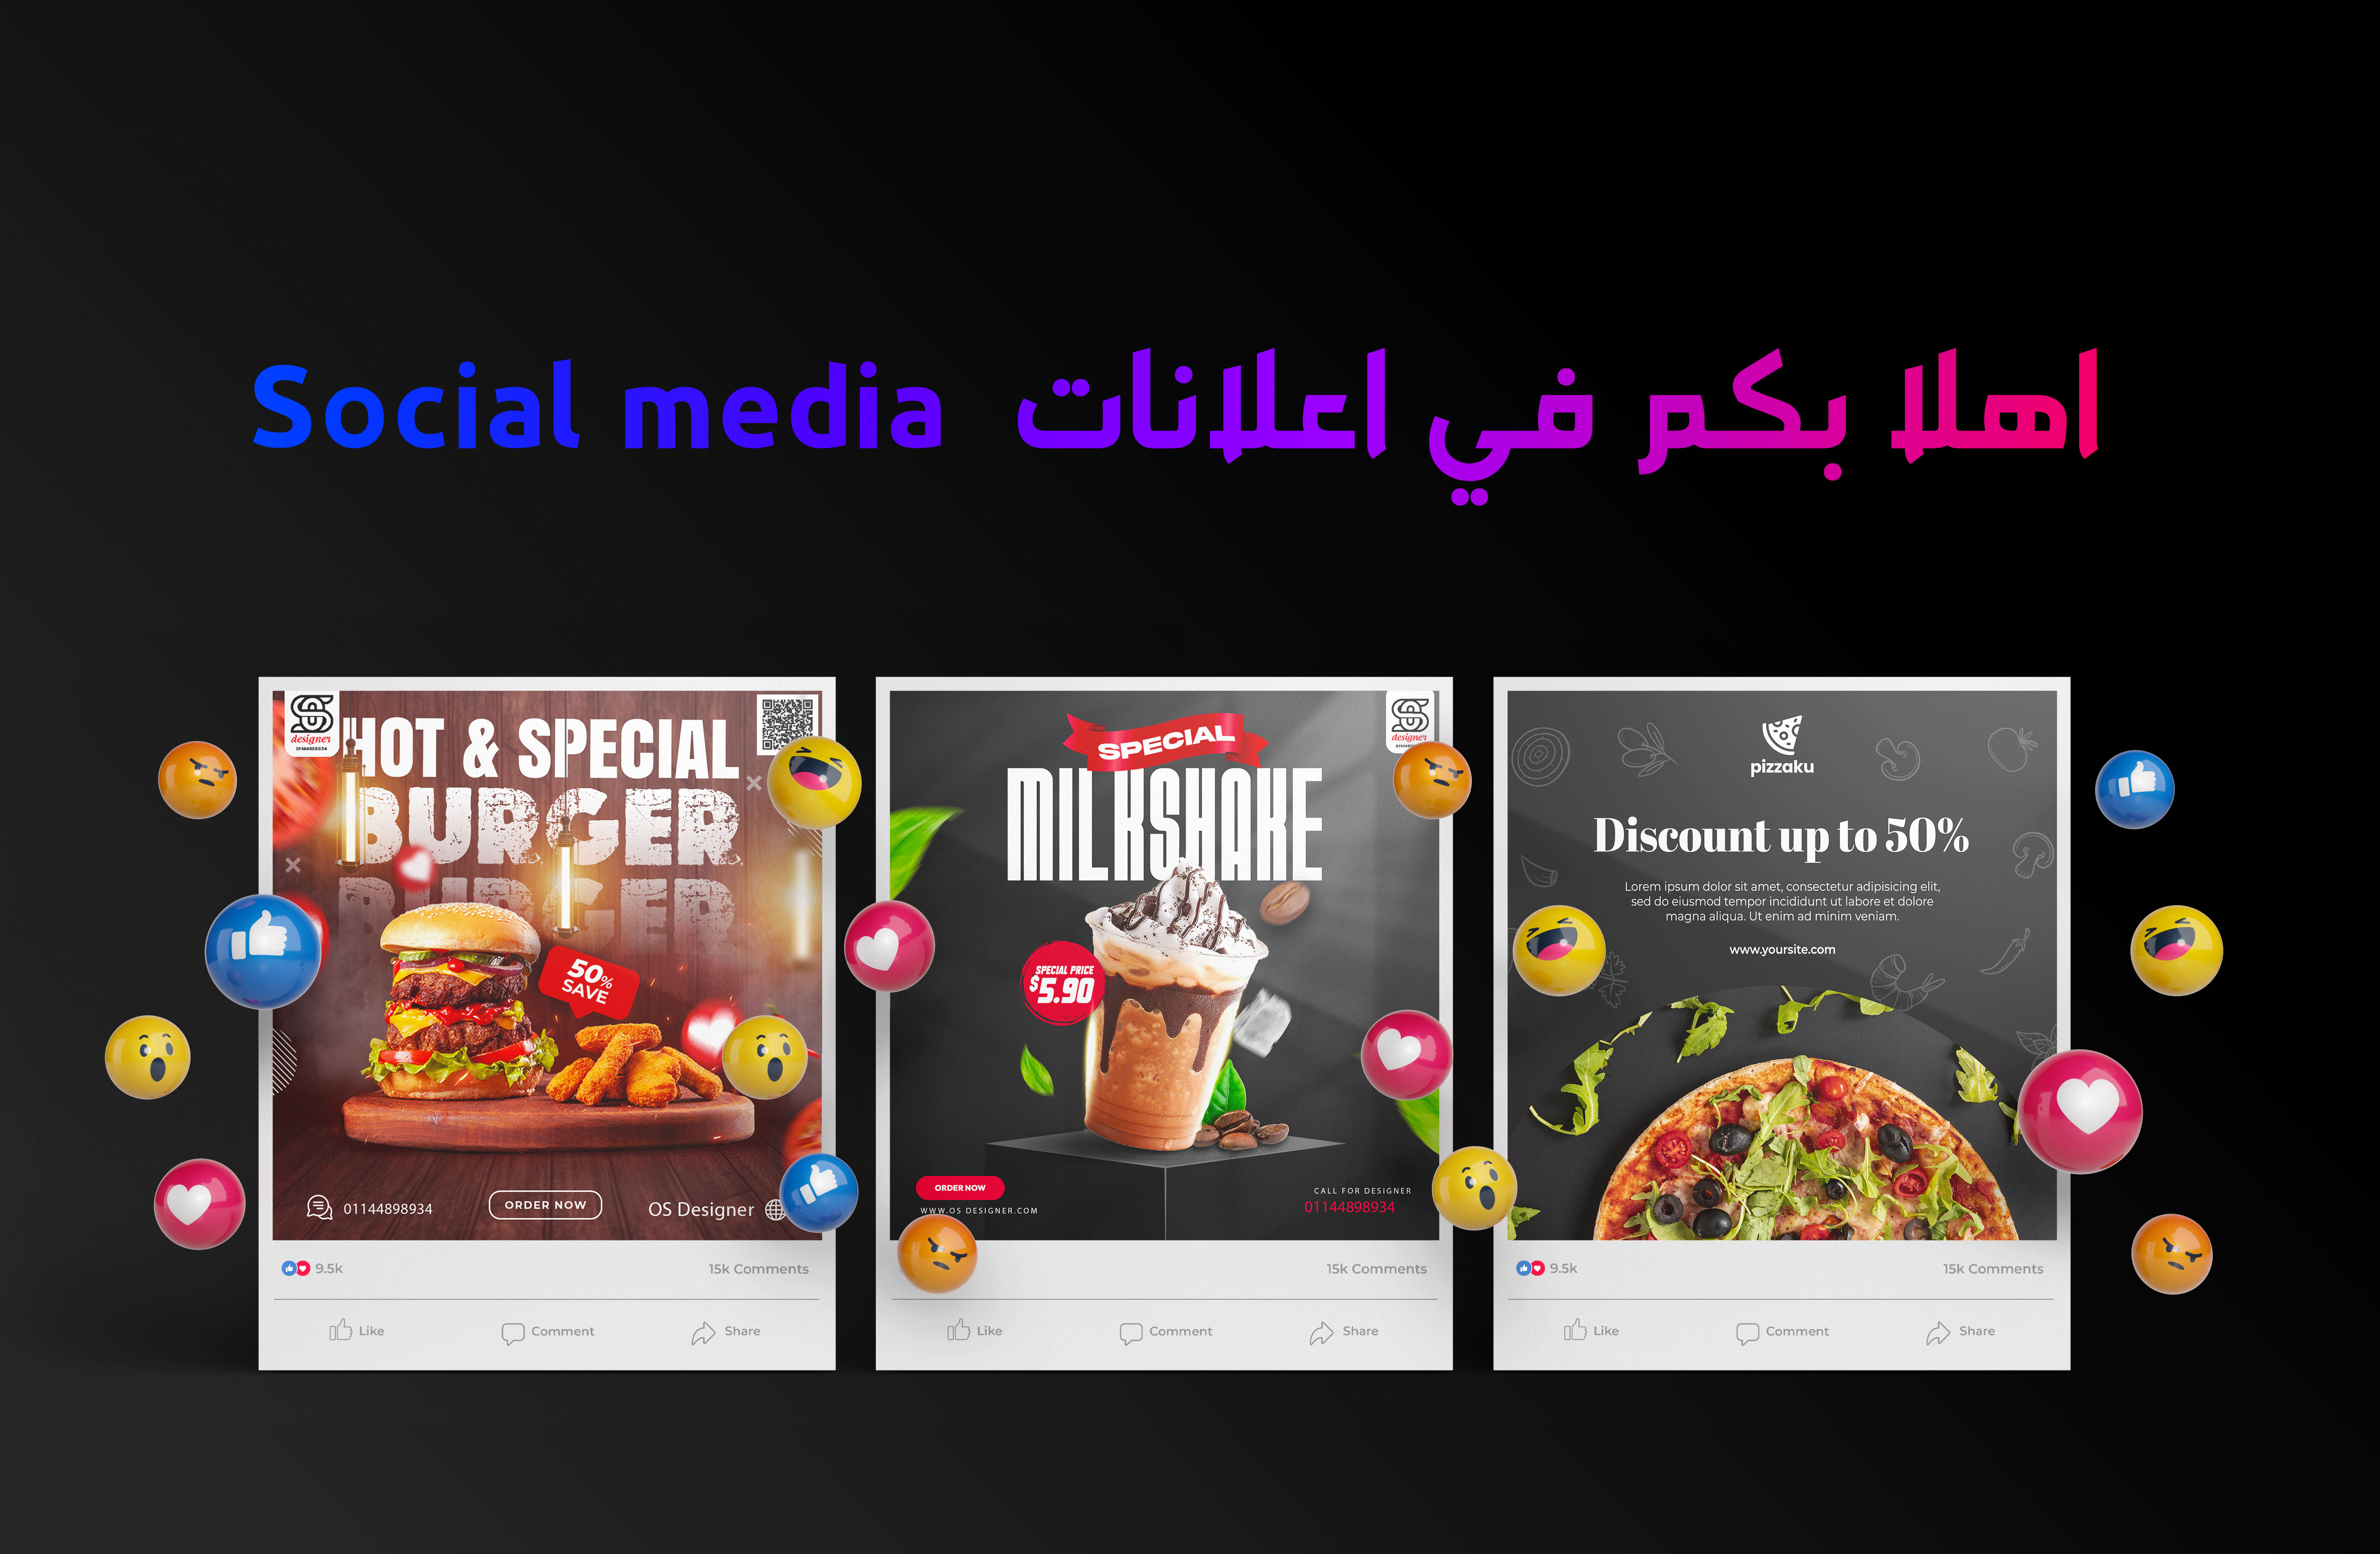 اهلا بكم في اعلانات Social media
designer
01144898934
HOT & SPECIAL
BURGER
BURGER
50%
SAVE
01144898934
ORDER NOW
OS Designer
9.5k
15k Comments
Like
Comment
Share
SPECIAL
MILKSHAKE
designer
SPECIAL PRICE
$5.90
ORDER NOW
WWW.OS DESIGNER.COM
CALL FOR DESIGNER
01144898934
15k Comments
Like
Comment
Share
pizzaku
Discount up to 50%
Lorem ipsum dolor sit amet, consectetur adipisicing elit,
sed do eiusmod tempor incididunt ut labore et dolore
magna aliqua. Ut enim ad minim veniam.
www.yoursite.com
9.5k
15k Comments
Like
Comment
Share